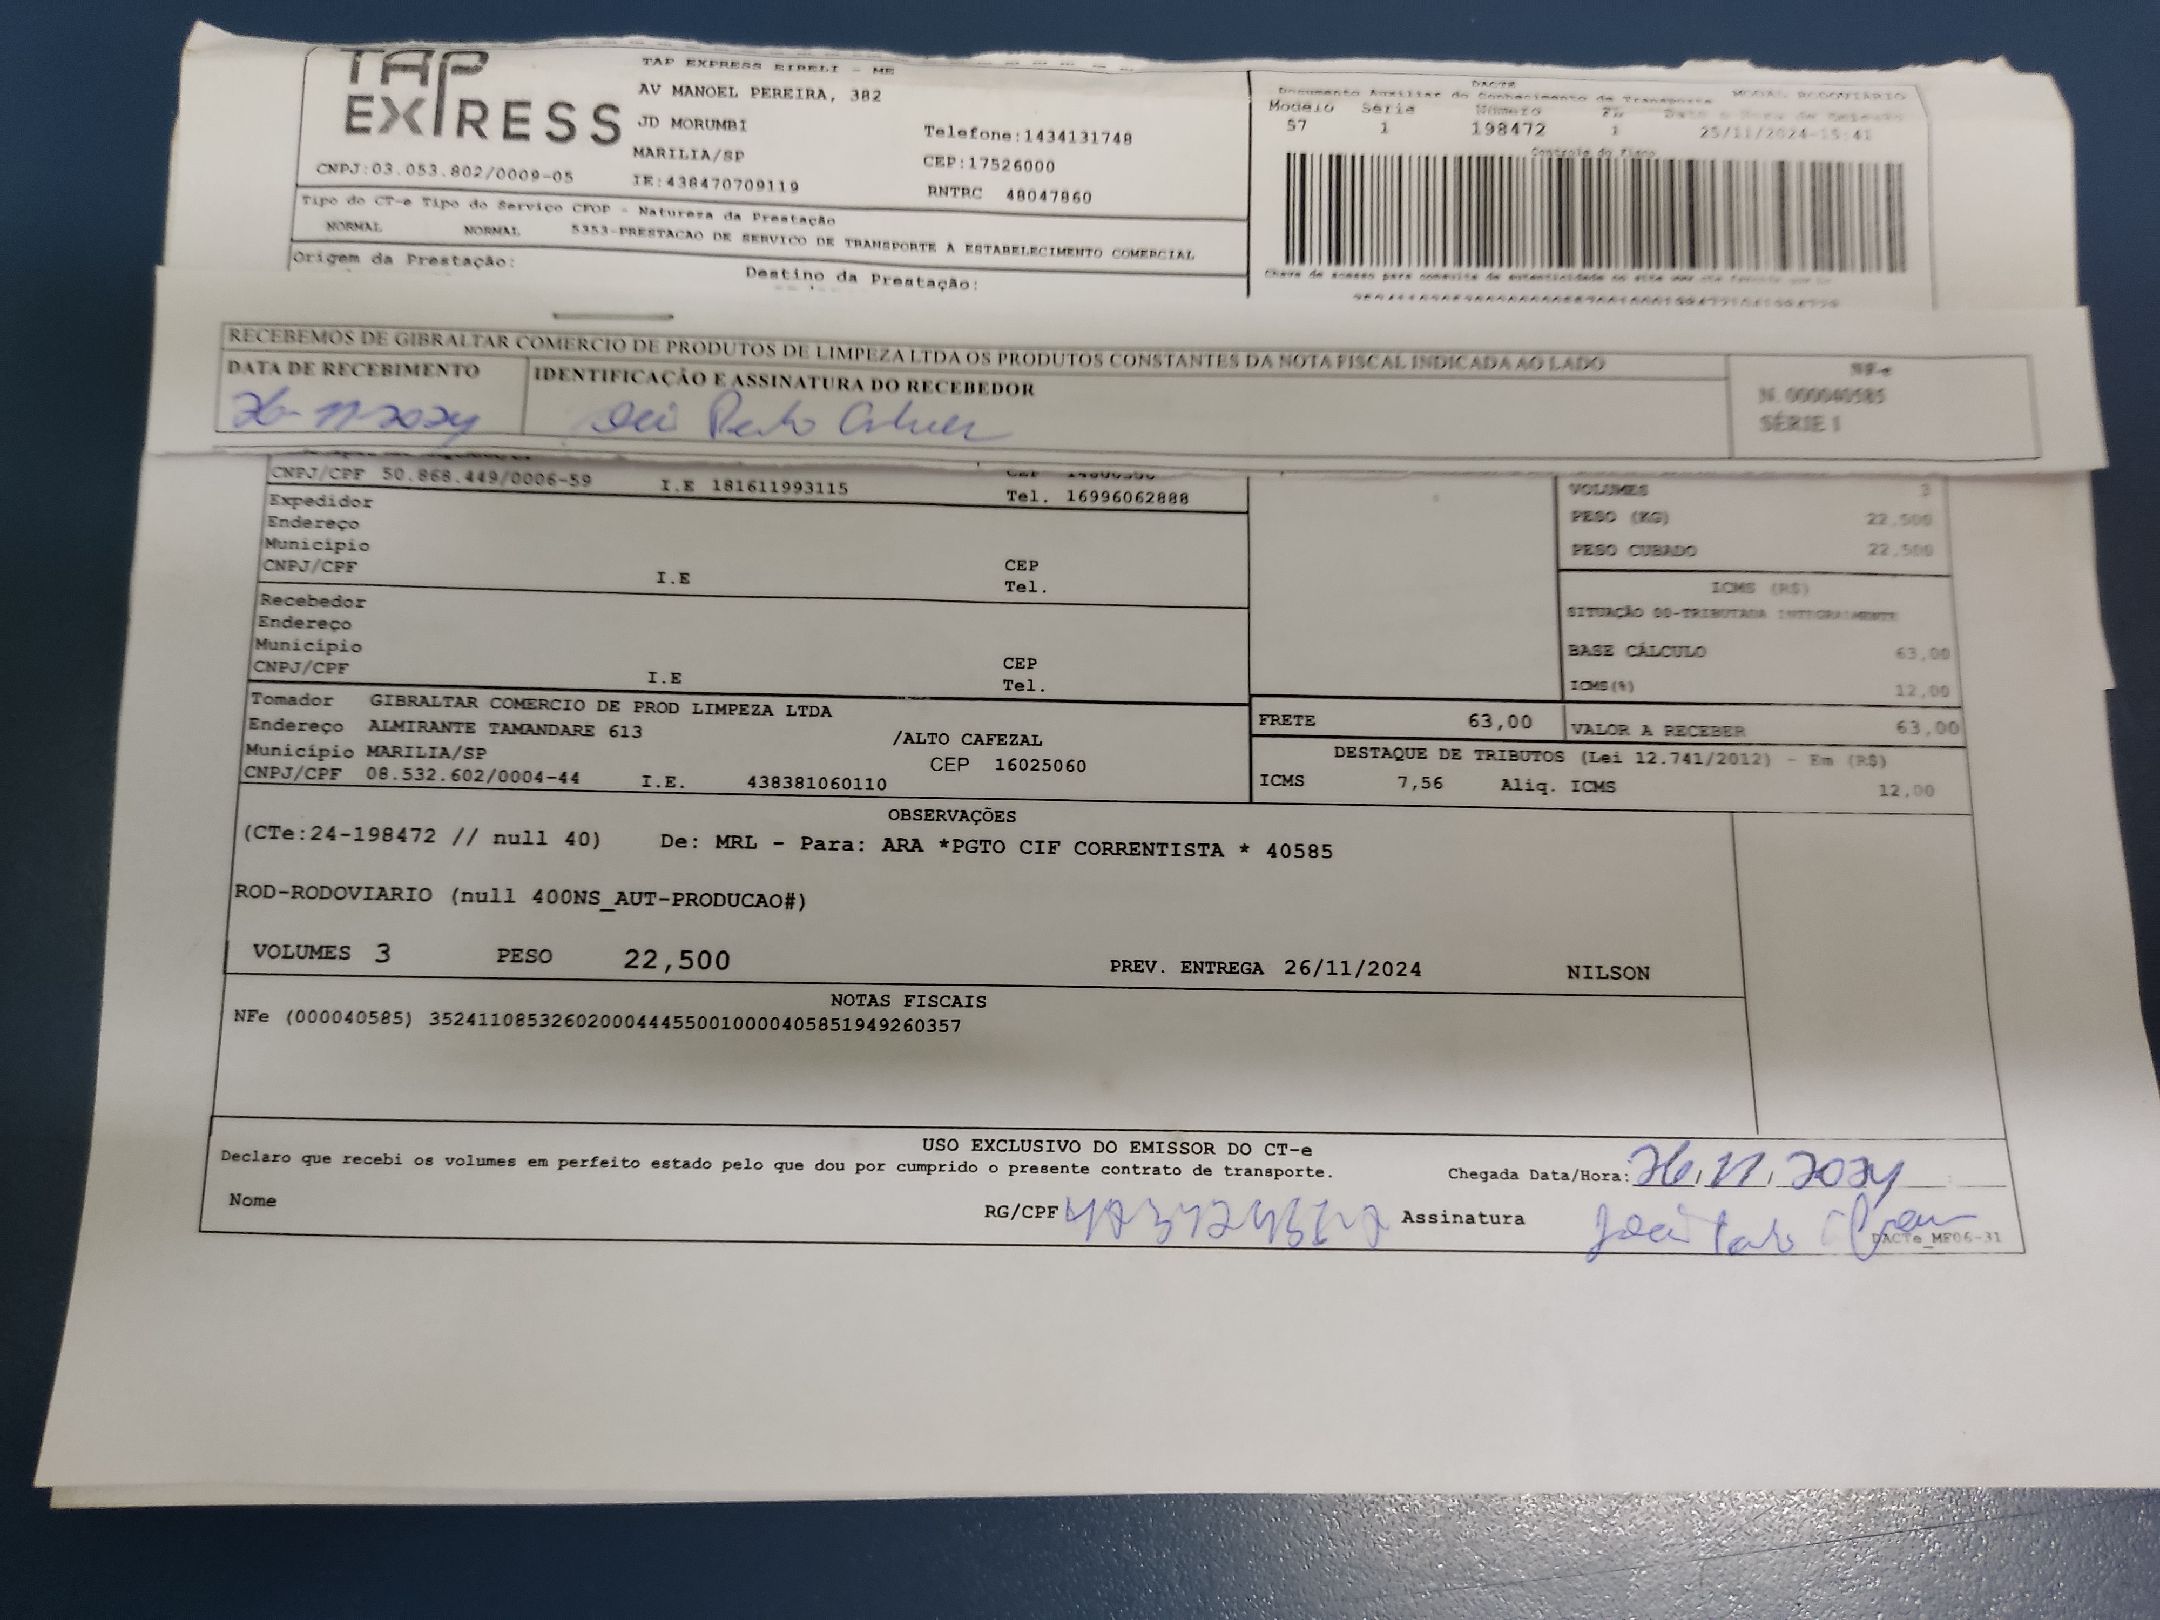 TAP EXPRESS
TAP EXPRESS EIRELI - ME
AV MANOEL PEREIRA, 382
JD MORUMBI
MARILIA/SP
IE:438470709119
Telefone:1434131748
CEP:17526000
RNTRC 48047860
CNPJ:03.053.802/0009-05
DACTE
Documento Auxiliar do Conhecimento de Transporte MODAL RODOVIÁRIO
Modelo Série Número FL Data e Hora de Emissão
57 1 198472 1 25/11/2024-15:41
Controle do Fisco
Tipo do CT-e Tipo do Serviço CFOP - Natureza da Prestação
NORMAL NORMAL 5353-PRESTACAO DE SERVICO DE TRANSPORTE A ESTABELECIMENTO COMERCIAL
Origem da Prestação: Destino da Prestação:
RECEBEMOS DE GIBRALTAR COMERCIO DE PRODUTOS DE LIMPEZA LTDA OS PRODUTOS CONSTANTES DA NOTA FISCAL INDICADA AO LADO
DATA DE RECEBIMENTO IDENTIFICAÇÃO E ASSINATURA DO RECEBEDOR
26-11-2024
NF-e
N. 000040585
SÉRIE 1
CNPJ/CPF 50.868.449/0006-59 I.E 181611993115 Tel. 16996062888
Expedidor
Endereço
Município
CNPJ/CPF I.E CEP
Tel.
Recebedor
Endereço
Município
CNPJ/CPF I.E CEP
Tel.
VOLUMES 3
PESO (KG) 22,500
PESO CUBADO 22,500
ICMS (R$)
SITUAÇÃO 00-TRIBUTADA INTEGRALMENTE
BASE CÁLCULO 63,00
ICMS(%) 12,00
Tomador GIBRALTAR COMERCIO DE PROD LIMPEZA LTDA
Endereço ALMIRANTE TAMANDARE 613 /ALTO CAFEZAL
Município MARILIA/SP CEP 16025060
CNPJ/CPF 08.532.602/0004-44 I.E. 438381060110
FRETE 63,00 VALOR A RECEBER 63,00
DESTAQUE DE TRIBUTOS (Lei 12.741/2012) - Em (R$)
ICMS 7,56 Aliq. ICMS 12,00
OBSERVAÇÕES
(CTe:24-198472 // null 40) De: MRL - Para: ARA *PGTO CIF CORRENTISTA * 40585
ROD-RODOVIARIO (null 400NS_AUT-PRODUCAO#)
VOLUMES 3 PESO 22,500 PREV. ENTREGA 26/11/2024 NILSON
NOTAS FISCAIS
NFe (000040585) 35241108532602000444550010000405851949260357
USO EXCLUSIVO DO EMISSOR DO CT-e
Declaro que recebi os volumes em perfeito estado pelo que dou por cumprido o presente contrato de transporte. Chegada Data/Hora: 26, 11, 2024
Nome RG/CPF Assinatura
DACTe_MF06-31